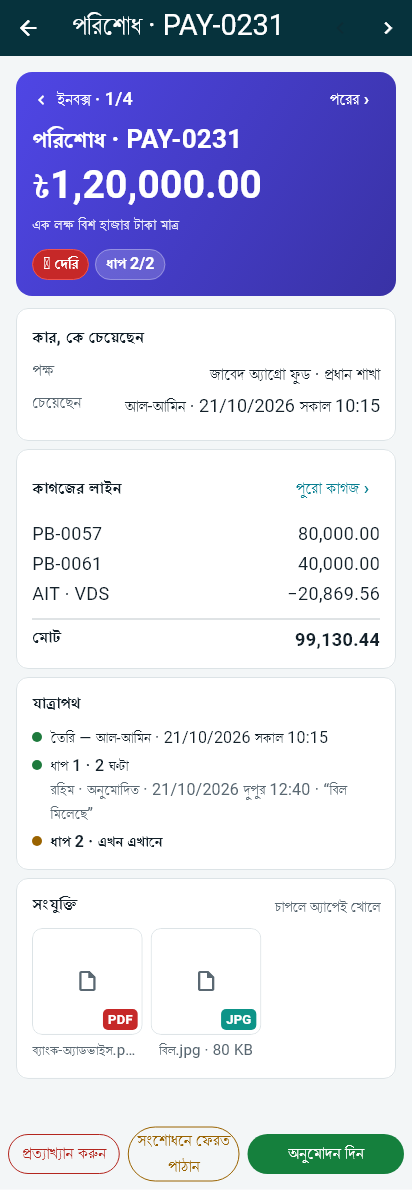 পরিশোধ · PAY-0231
ইনবক্স · 1/4
পরের ›
পরিশোধ · PAY-0231
৳1,20,000.00
এক লক্ষ বিশ হাজার টাকা মাত্র
দেরি
ধাপ 2/2
কার, কে চেয়েছেন
পক্ষ
জাবেদ অ্যাগ্রো ফুড · প্রধান শাখা
চেয়েছেন
আল-আমিন · 21/10/2026 সকাল 10:15
কাগজের লাইন
পুরো কাগজ ›
PB-0057 80,000.00
PB-0061 40,000.00
AIT · VDS −20,869.56
মোট 99,130.44
যাত্রাপথ
তৈরি — আল-আমিন · 21/10/2026 সকাল 10:15
ধাপ 1 · 2 ঘণ্টা
রহিম · অনুমোদিত · 21/10/2026 দুপুর 12:40 · “বিল
মিলেছে”
ধাপ 2 · এখন এখানে
সংযুক্তি
চাপলে অ্যাপেই খোলে
PDF
JPG
ব্যাংক-অ্যাডভাইস.p…
বিল.jpg · 80 KB
প্রত্যাখ্যান করুন
সংশোধনে ফেরত
পাঠান
অনুমোদন দিন